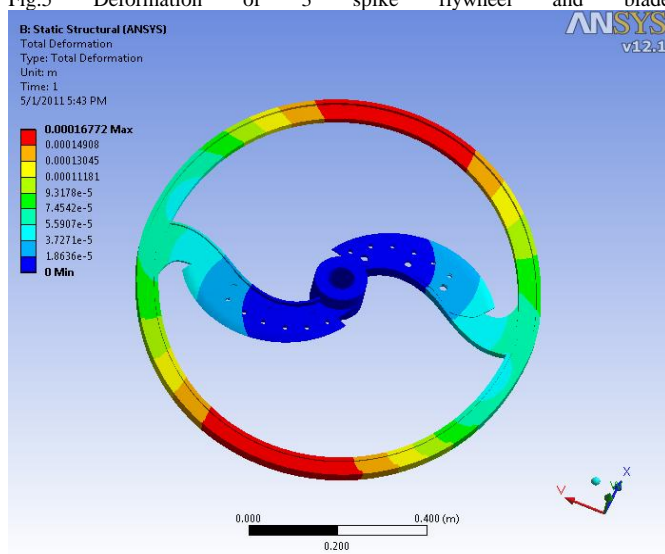 Fig.5 Deformation of 3 spike flywheel and blade
B: Static Structural (ANSYS)
Total Deformation
Type: Total Deformation
Unit: m
Time: 1
5/1/2011 5:43 PM
ANSYS
v12.1
0.00016772 Max
0.00014908
0.00013045
0.00011181
9.3178e-5
7.4542e-5
5.5907e-5
3.7271e-5
1.8636e-5
0 Min
Y
X
0.000
0.400 (m)
0.200